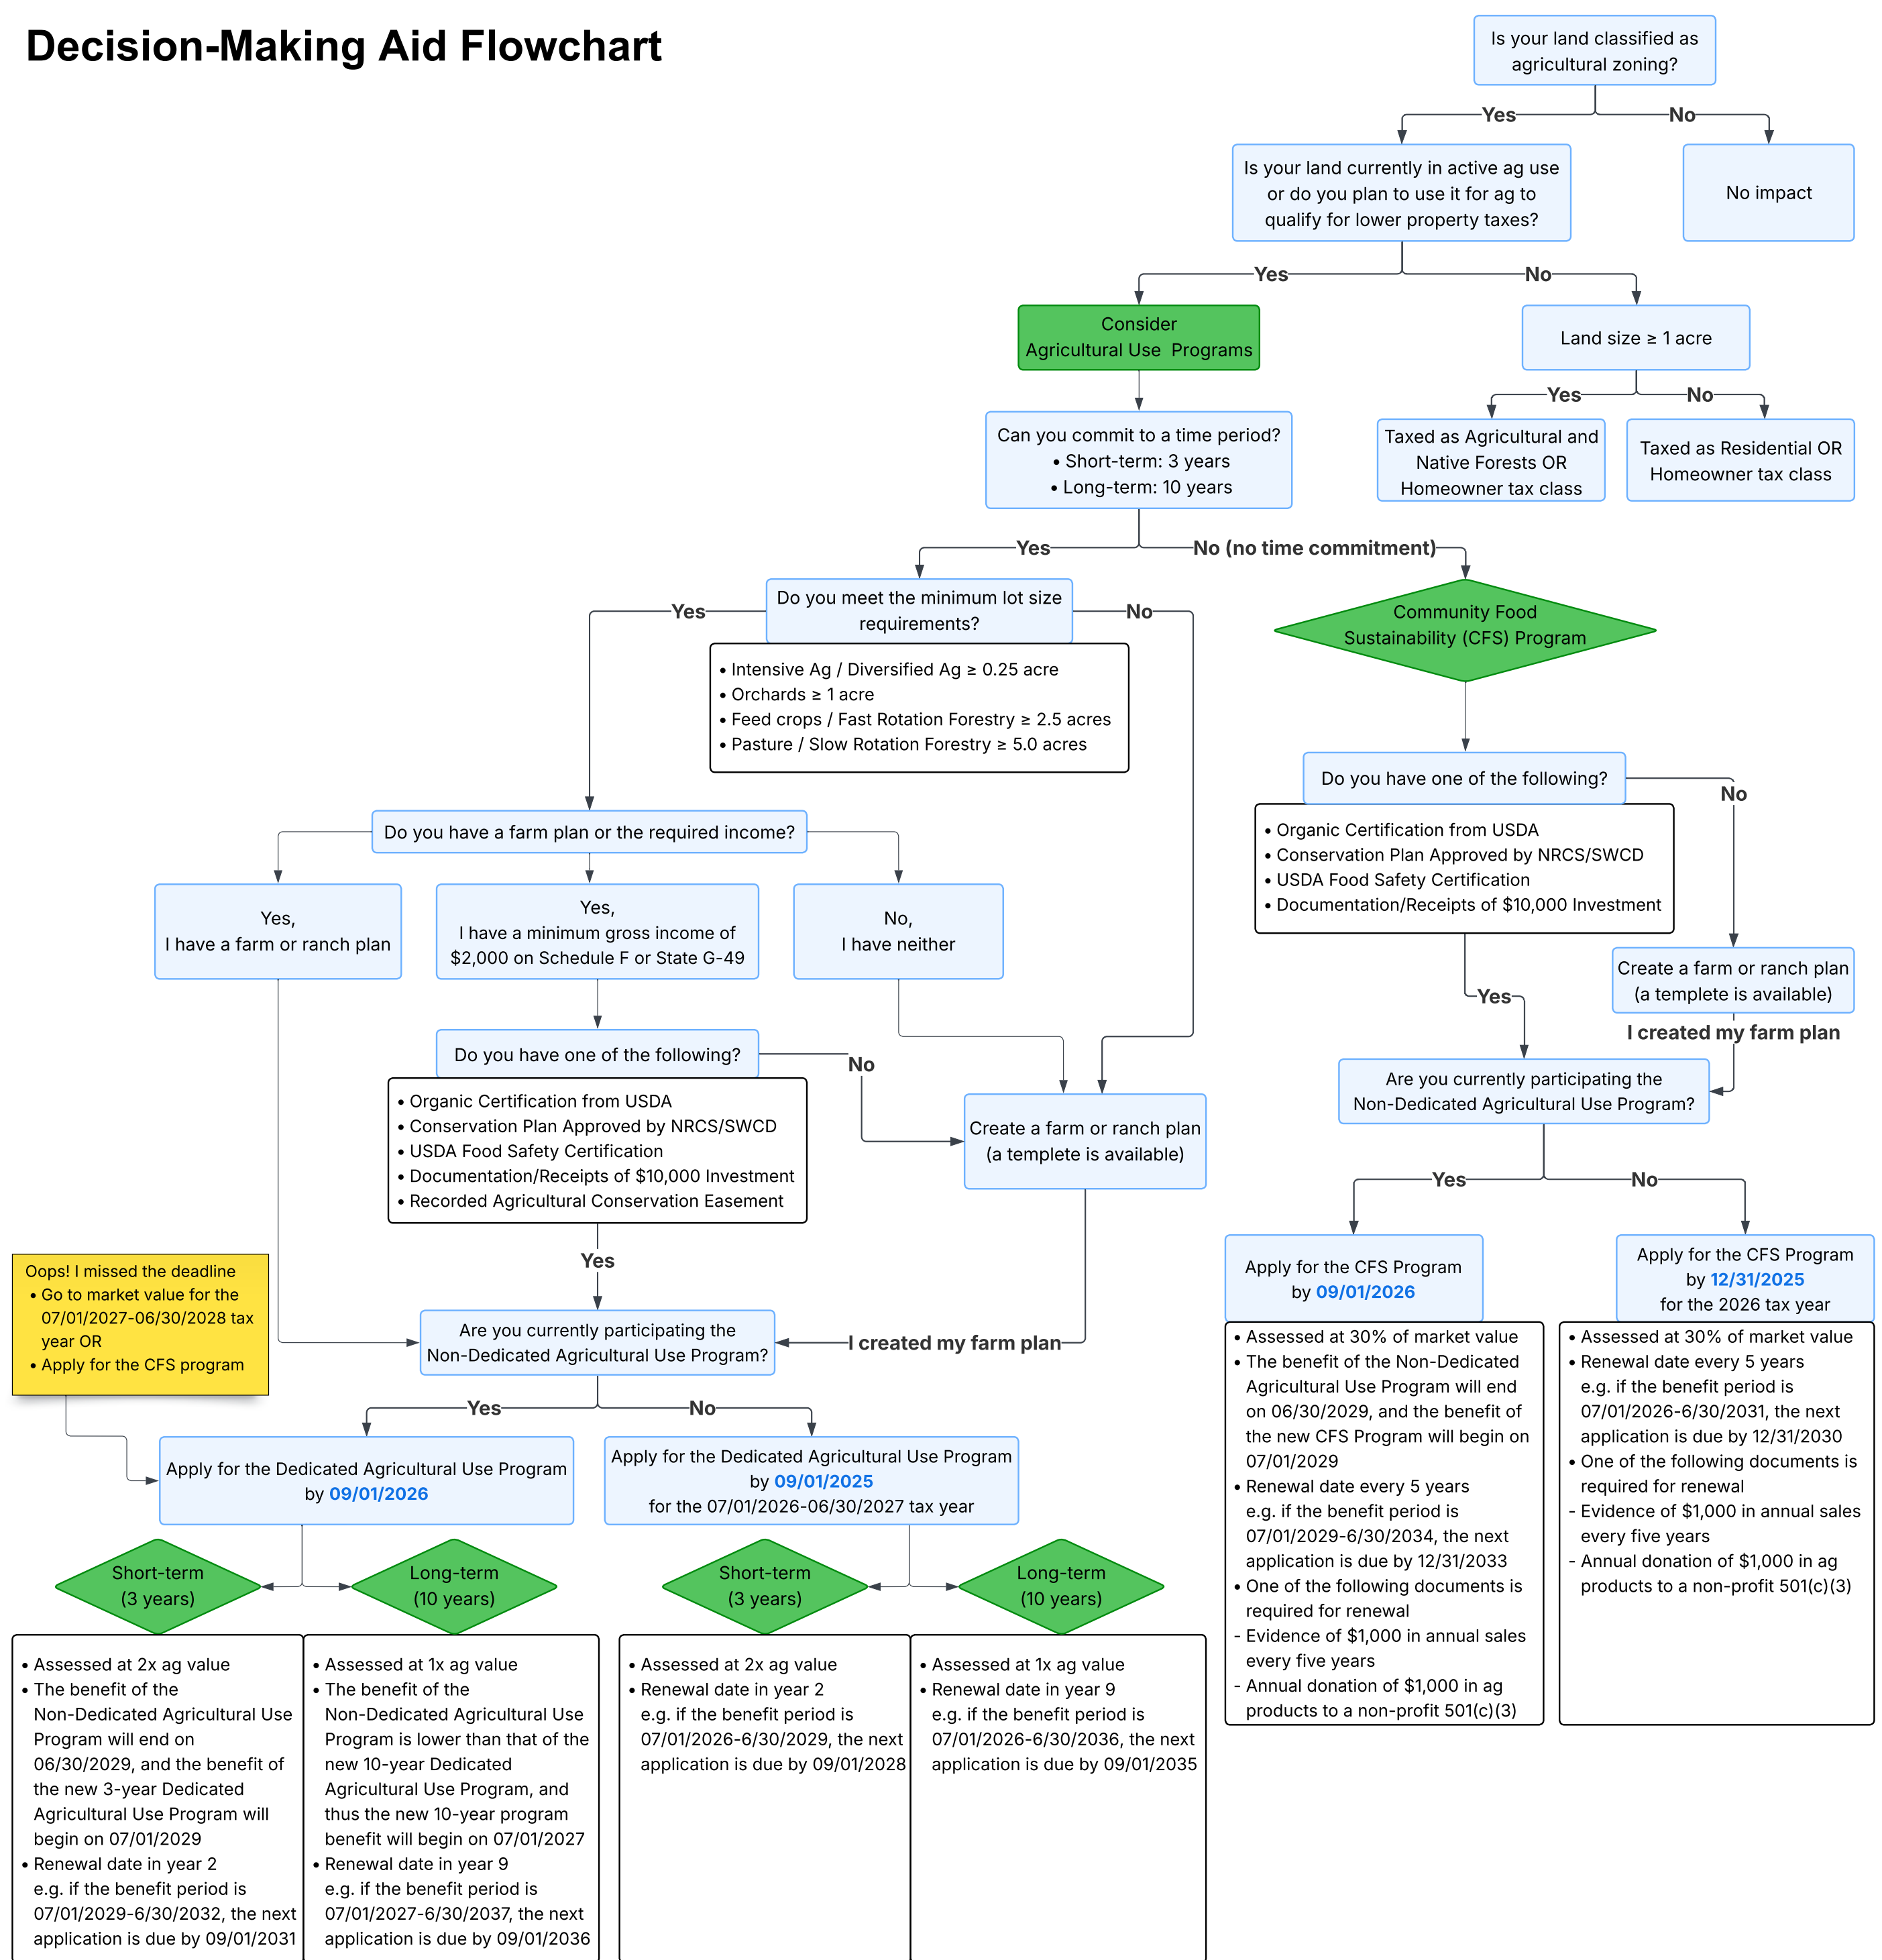 Decision-Making Aid Flowchart
Is your land classified as
agricultural zoning?
Yes
No
Is your land currently in active ag use
or do you plan to use it for ag to
qualify for lower property taxes?
No impact
Yes
No
Consider
Agricultural Use Programs
Land size ≥ 1 acre
Yes
No
Can you commit to a time period?
• Short-term: 3 years
• Long-term: 10 years
Taxed as Agricultural and
Native Forests OR
Homeowner tax class
Taxed as Residential OR
Homeowner tax class
Yes
No (no time commitment)
Do you meet the minimum lot size
requirements?
Yes
No
• Intensive Ag / Diversified Ag ≥ 0.25 acre
• Orchards ≥ 1 acre
• Feed crops / Fast Rotation Forestry ≥ 2.5 acres
• Pasture / Slow Rotation Forestry ≥ 5.0 acres
Community Food
Sustainability (CFS) Program
Do you have one of the following?
No
• Organic Certification from USDA
• Conservation Plan Approved by NRCS/SWCD
• USDA Food Safety Certification
• Documentation/Receipts of $10,000 Investment
Do you have a farm plan or the required income?
Yes,
I have a farm or ranch plan
Yes,
I have a minimum gross income of
$2,000 on Schedule F or State G-49
No,
I have neither
Create a farm or ranch plan
(a templete is available)
Yes
I created my farm plan
Do you have one of the following?
No
• Organic Certification from USDA
• Conservation Plan Approved by NRCS/SWCD
• USDA Food Safety Certification
• Documentation/Receipts of $10,000 Investment
• Recorded Agricultural Conservation Easement
Create a farm or ranch plan
(a templete is available)
Are you currently participating the
Non-Dedicated Agricultural Use Program?
Yes
No
Yes
Oops! I missed the deadline
• Go to market value for the
07/01/2027-06/30/2028 tax
year OR
• Apply for the CFS program
Are you currently participating the
Non-Dedicated Agricultural Use Program?
I created my farm plan
Yes
No
Apply for the Dedicated Agricultural Use Program
by 09/01/2026
Apply for the Dedicated Agricultural Use Program
by 09/01/2025
for the 07/01/2026-06/30/2027 tax year
Short-term
(3 years)
Long-term
(10 years)
Short-term
(3 years)
Long-term
(10 years)
• Assessed at 2x ag value
• The benefit of the
Non-Dedicated Agricultural Use
Program will end on
06/30/2029, and the benefit of
the new 3-year Dedicated
Agricultural Use Program will
begin on 07/01/2029
• Renewal date in year 2
e.g. if the benefit period is
07/01/2029-6/30/2032, the next
application is due by 09/01/2031
• Assessed at 1x ag value
• The benefit of the
Non-Dedicated Agricultural Use
Program is lower than that of the
new 10-year Dedicated
Agricultural Use Program, and
thus the new 10-year program
benefit will begin on 07/01/2027
• Renewal date in year 9
e.g. if the benefit period is
07/01/2027-6/30/2037, the next
application is due by 09/01/2036
• Assessed at 2x ag value
• Renewal date in year 2
e.g. if the benefit period is
07/01/2026-6/30/2029, the next
application is due by 09/01/2028
• Assessed at 1x ag value
• Renewal date in year 9
e.g. if the benefit period is
07/01/2026-6/30/2036, the next
application is due by 09/01/2035
Apply for the CFS Program
by 09/01/2026
• Assessed at 30% of market value
• The benefit of the Non-Dedicated
Agricultural Use Program will end
on 06/30/2029, and the benefit of
the new CFS Program will begin on
07/01/2029
• Renewal date every 5 years
e.g. if the benefit period is
07/01/2029-6/30/2034, the next
application is due by 12/31/2033
• One of the following documents is
required for renewal
- Evidence of $1,000 in annual sales
every five years
- Annual donation of $1,000 in ag
products to a non-profit 501(c)(3)
Apply for the CFS Program
by 12/31/2025
for the 2026 tax year
• Assessed at 30% of market value
• Renewal date every 5 years
e.g. if the benefit period is
07/01/2026-6/30/2031, the next
application is due by 12/31/2030
• One of the following documents is
required for renewal
- Evidence of $1,000 in annual sales
every five years
- Annual donation of $1,000 in ag
products to a non-profit 501(c)(3)